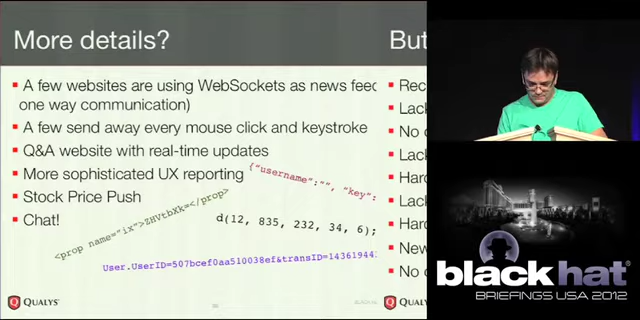 More details?
A few websites are using WebSockets as news feed
one way communication)
A few send away every mouse click and keystroke
Q&A website with real-time updates
More sophisticated UX reporting
{"username":"", "key":
Stock Price Push
<prop name="ix">ZHVtbXk=</prop>
Chat!
d(12, 835, 232, 34, 6);
User.UserID=507bcef0aa510038ef&transID=14361944
QUALYS
But
Rec
Lack
No
Lack
Hard
Lack
Hard
New
No
QUALYS
black hat
BRIEFINGS USA 2012